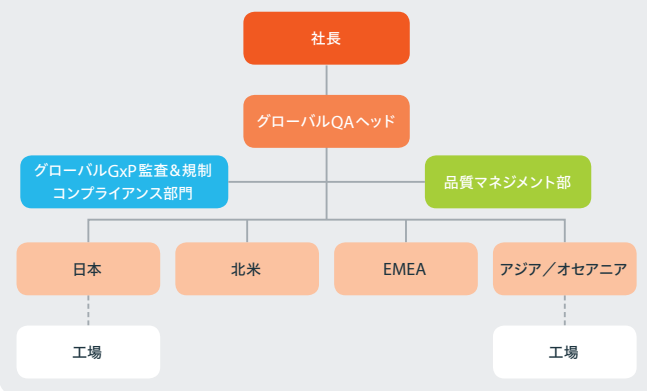 社長
グローバルQAヘッド
グローバルGxP監査&規制
コンプライアンス部門
品質マネジメント部
日本
北米
EMEA
アジア／オセアニア
工場
工場